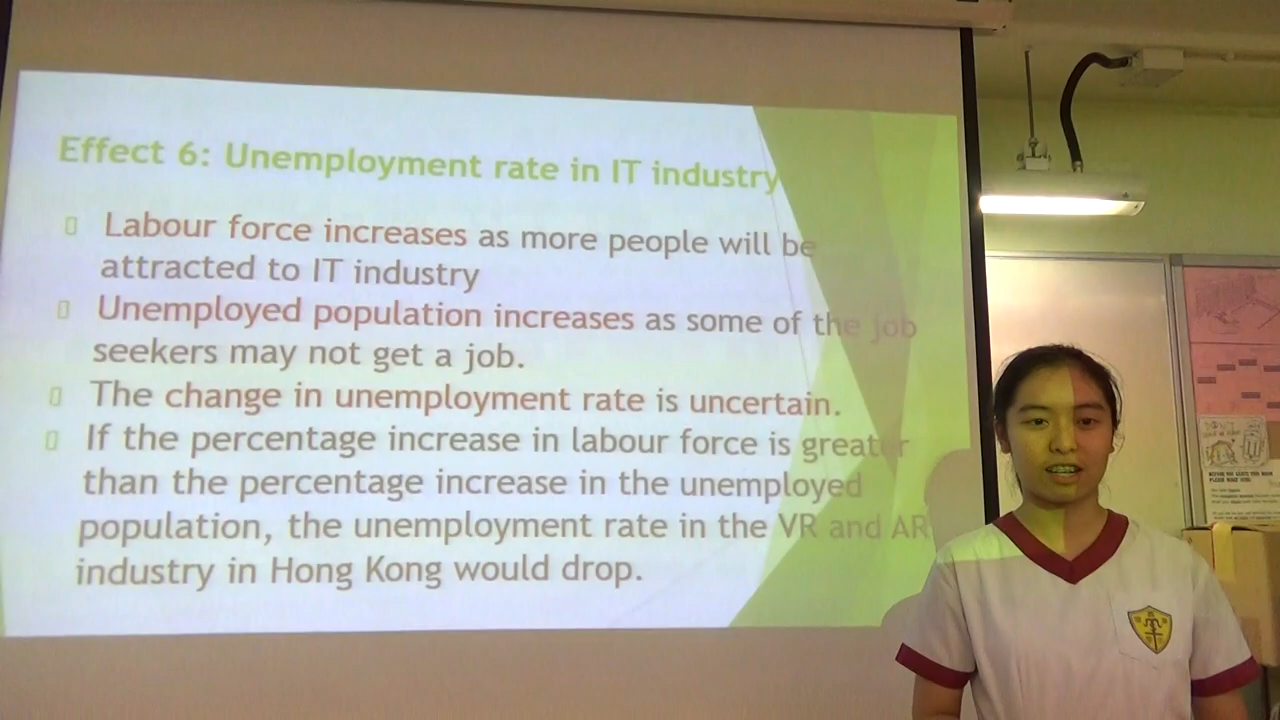 Effect 6: Unemployment rate in IT industry
Labour force increases as more people will be
attracted to IT industry
Unemployed population increases as some of the job
seekers may not get a job.
The change in unemployment rate is uncertain.
If the percentage increase in labour force is greater
than the percentage increase in the unemployed
population, the unemployment rate in the VR and AR
industry in Hong Kong would drop.